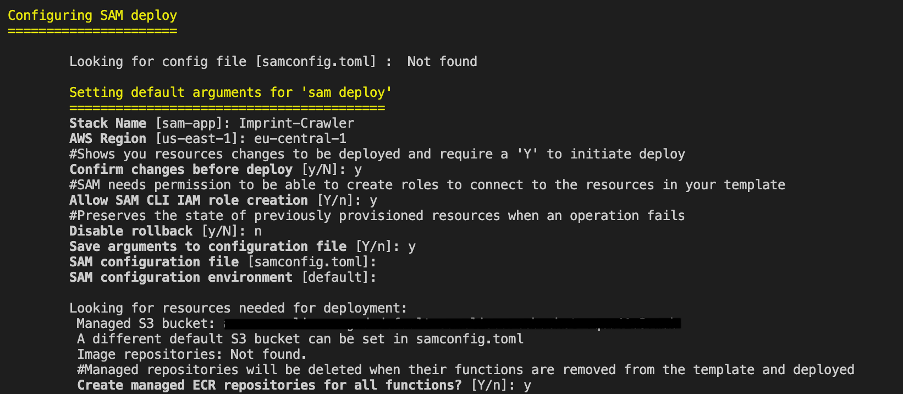 Configuring SAM deploy
======================
Looking for config file [samconfig.toml] :  Not found
Setting default arguments for 'sam deploy'
=========================================
Stack Name [sam-app]: Imprint-Crawler
AWS Region [us-east-1]: eu-central-1
#Shows you resources changes to be deployed and require a 'Y' to initiate deploy
Confirm changes before deploy [y/N]: y
#SAM needs permission to be able to create roles to connect to the resources in your template
Allow SAM CLI IAM role creation [Y/n]: y
#Preserves the state of previously provisioned resources when an operation fails
Disable rollback [y/N]: n
Save arguments to configuration file [Y/n]: y
SAM configuration file [samconfig.toml]:
SAM configuration environment [default]:
Looking for resources needed for deployment:
Managed S3 bucket:
A different default S3 bucket can be set in samconfig.toml
Image repositories: Not found.
#Managed repositories will be deleted when their functions are removed from the template and deployed
Create managed ECR repositories for all functions? [Y/n]: y